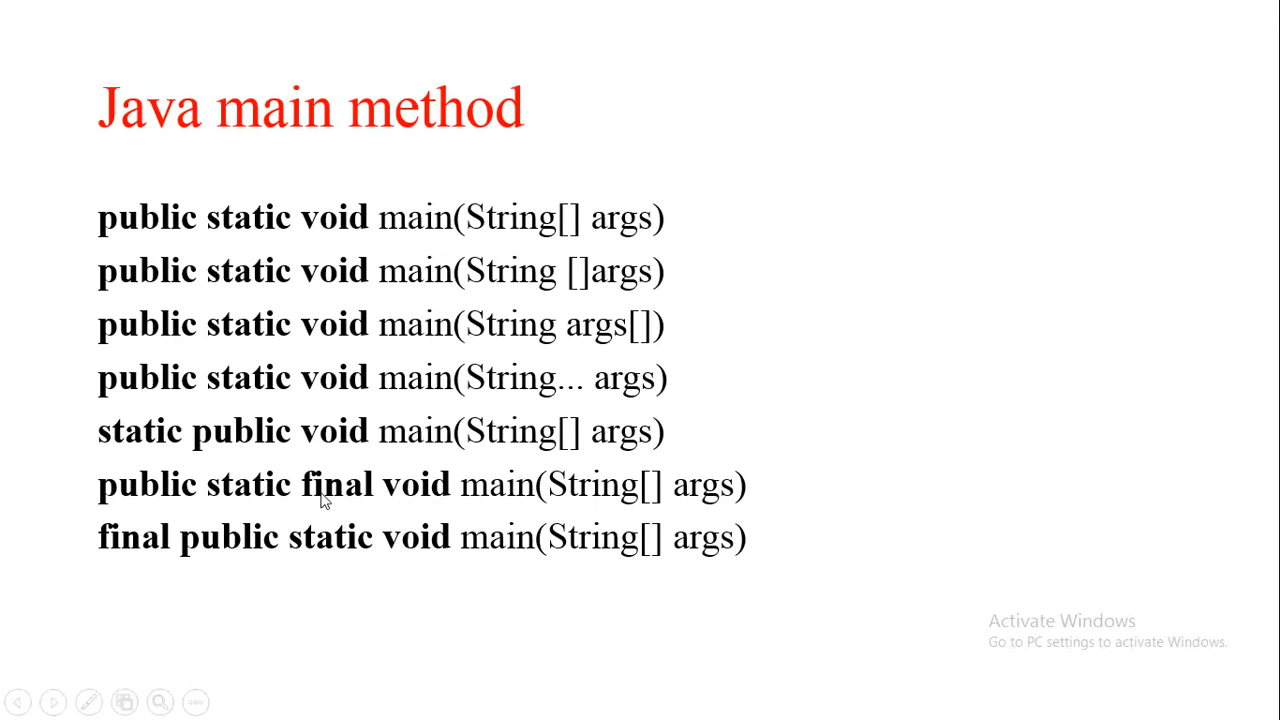 Java main method
public static void main(String[] args)
public static void main(String []args)
public static void main(String args[])
public static void main(String... args)
static public void main(String[] args)
public static final void main(String[] args)
final public static void main(String[] args)
Activate Windows
Go to PC settings to activate Windows.